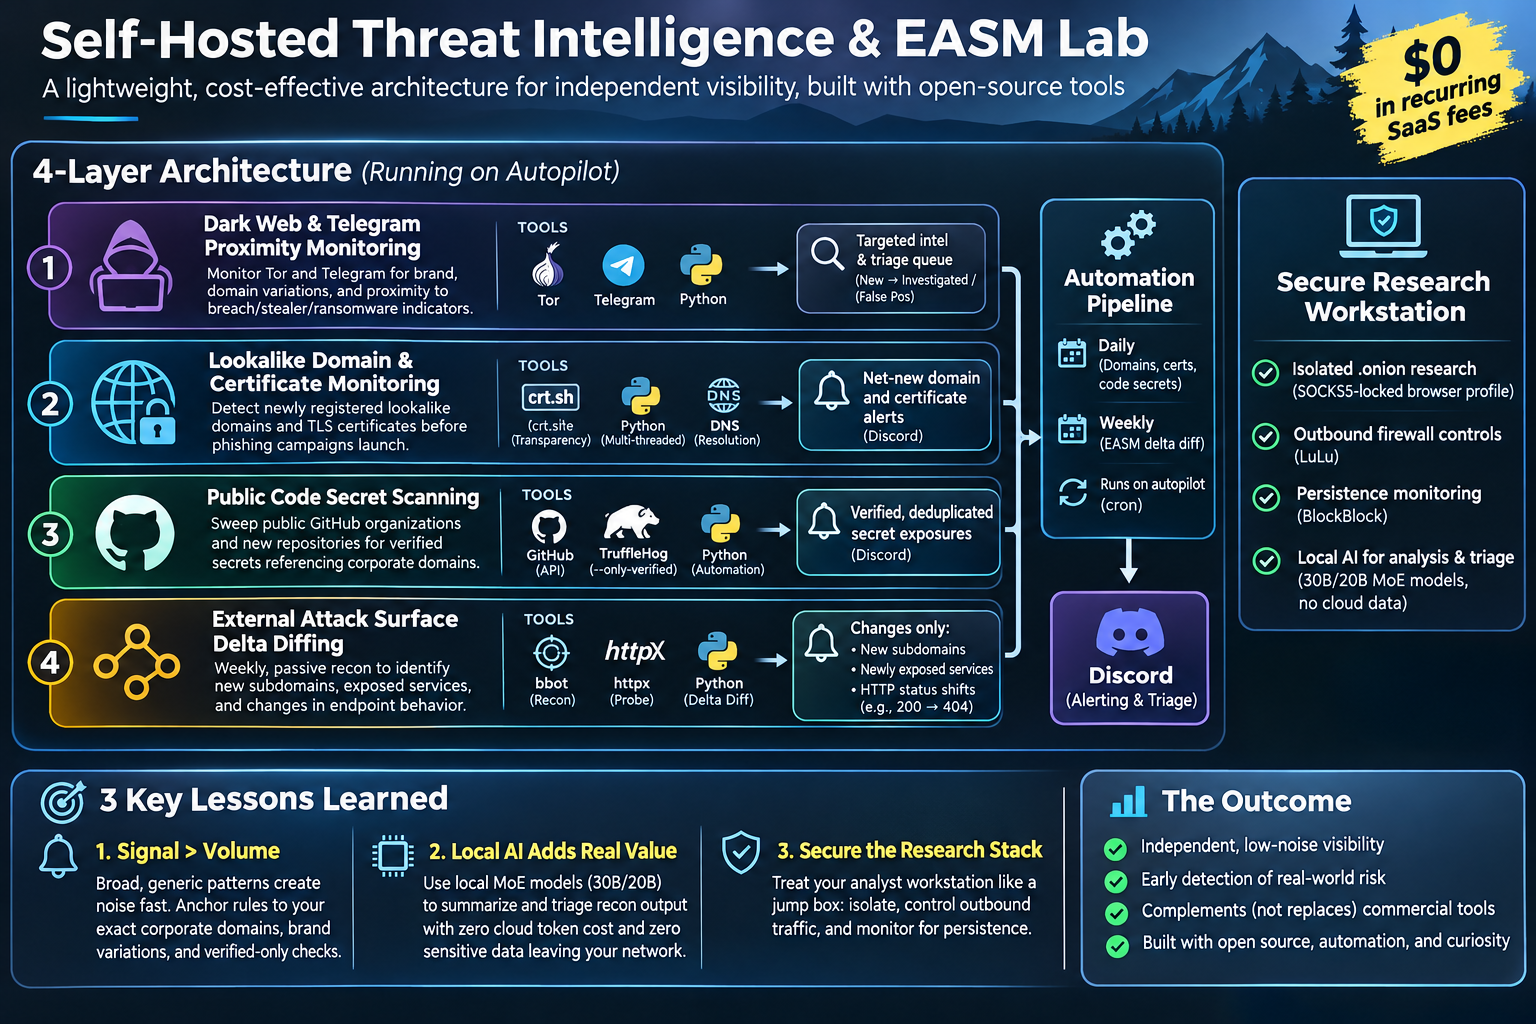 Self-Hosted Threat Intelligence & EASM Lab
A lightweight, cost-effective architecture for independent visibility, built with open-source tools
$0
in recurring
SaaS fees
4-Layer Architecture (Running on Autopilot)
1
Dark Web & Telegram
Proximity Monitoring
Monitor Tor and Telegram for brand,
domain variations, and proximity to
breach/stealer/ransomware indicators.
TOOLS
Tor
Telegram
Python
Targeted intel
& triage queue
(New → Investigated /
(False Pos)
2
Lookalike Domain &
Certificate Monitoring
Detect newly registered lookalike
domains and TLS certificates before
phishing campaigns launch.
TOOLS
crt.sh
(crt.site
(Transparency)
Python
(Multi-threaded)
DNS
DNS
(Resolution)
Net-new domain
and certificate
alerts
(Discord)
3
Public Code Secret Scanning
Sweep public GitHub organizations
and new repositories for verified
secrets referencing corporate domains.
TOOLS
GitHub
(API)
TruffleHog
(--only-verified)
Python
(Automation)
Verified, deduplicated
secret exposures
(Discord)
4
External Attack Surface
Delta Diffing
Weekly, passive recon to identify
new subdomains, exposed services,
and changes in endpoint behavior.
TOOLS
bbot
(Recon)
httpX
httpx
(Probe)
Python
(Delta Diff)
Changes only:
• New subdomains
• Newly exposed services
• HTTP status shifts
(e.g., 200 → 404)
Automation
Pipeline
Daily
(Domains, certs,
code secrets)
Weekly
(EASM delta diff)
Runs on autopilot
(cron)
Discord
(Alerting & Triage)
Secure Research
Workstation
Isolated .onion research
(SOCKS5-locked browser profile)
Outbound firewall controls
(LuLu)
Persistence monitoring
(BlockBlock)
Local AI for analysis & triage
(30B/20B MoE models,
no cloud data)
3 Key Lessons Learned
1. Signal > Volume
Broad, generic patterns create
noise fast. Anchor rules to your
exact corporate domains, brand
variations, and verified-only checks.
2. Local AI Adds Real Value
Use local MoE models (30B/20B)
to summarize and triage recon output
with zero cloud token cost and zero
sensitive data leaving your network.
3. Secure the Research Stack
Treat your analyst workstation like a
jump box: isolate, control outbound
traffic, and monitor for persistence.
The Outcome
Independent, low-noise visibility
Early detection of real-world risk
Complements (not replaces) commercial tools
Built with open source, automation, and curiosity